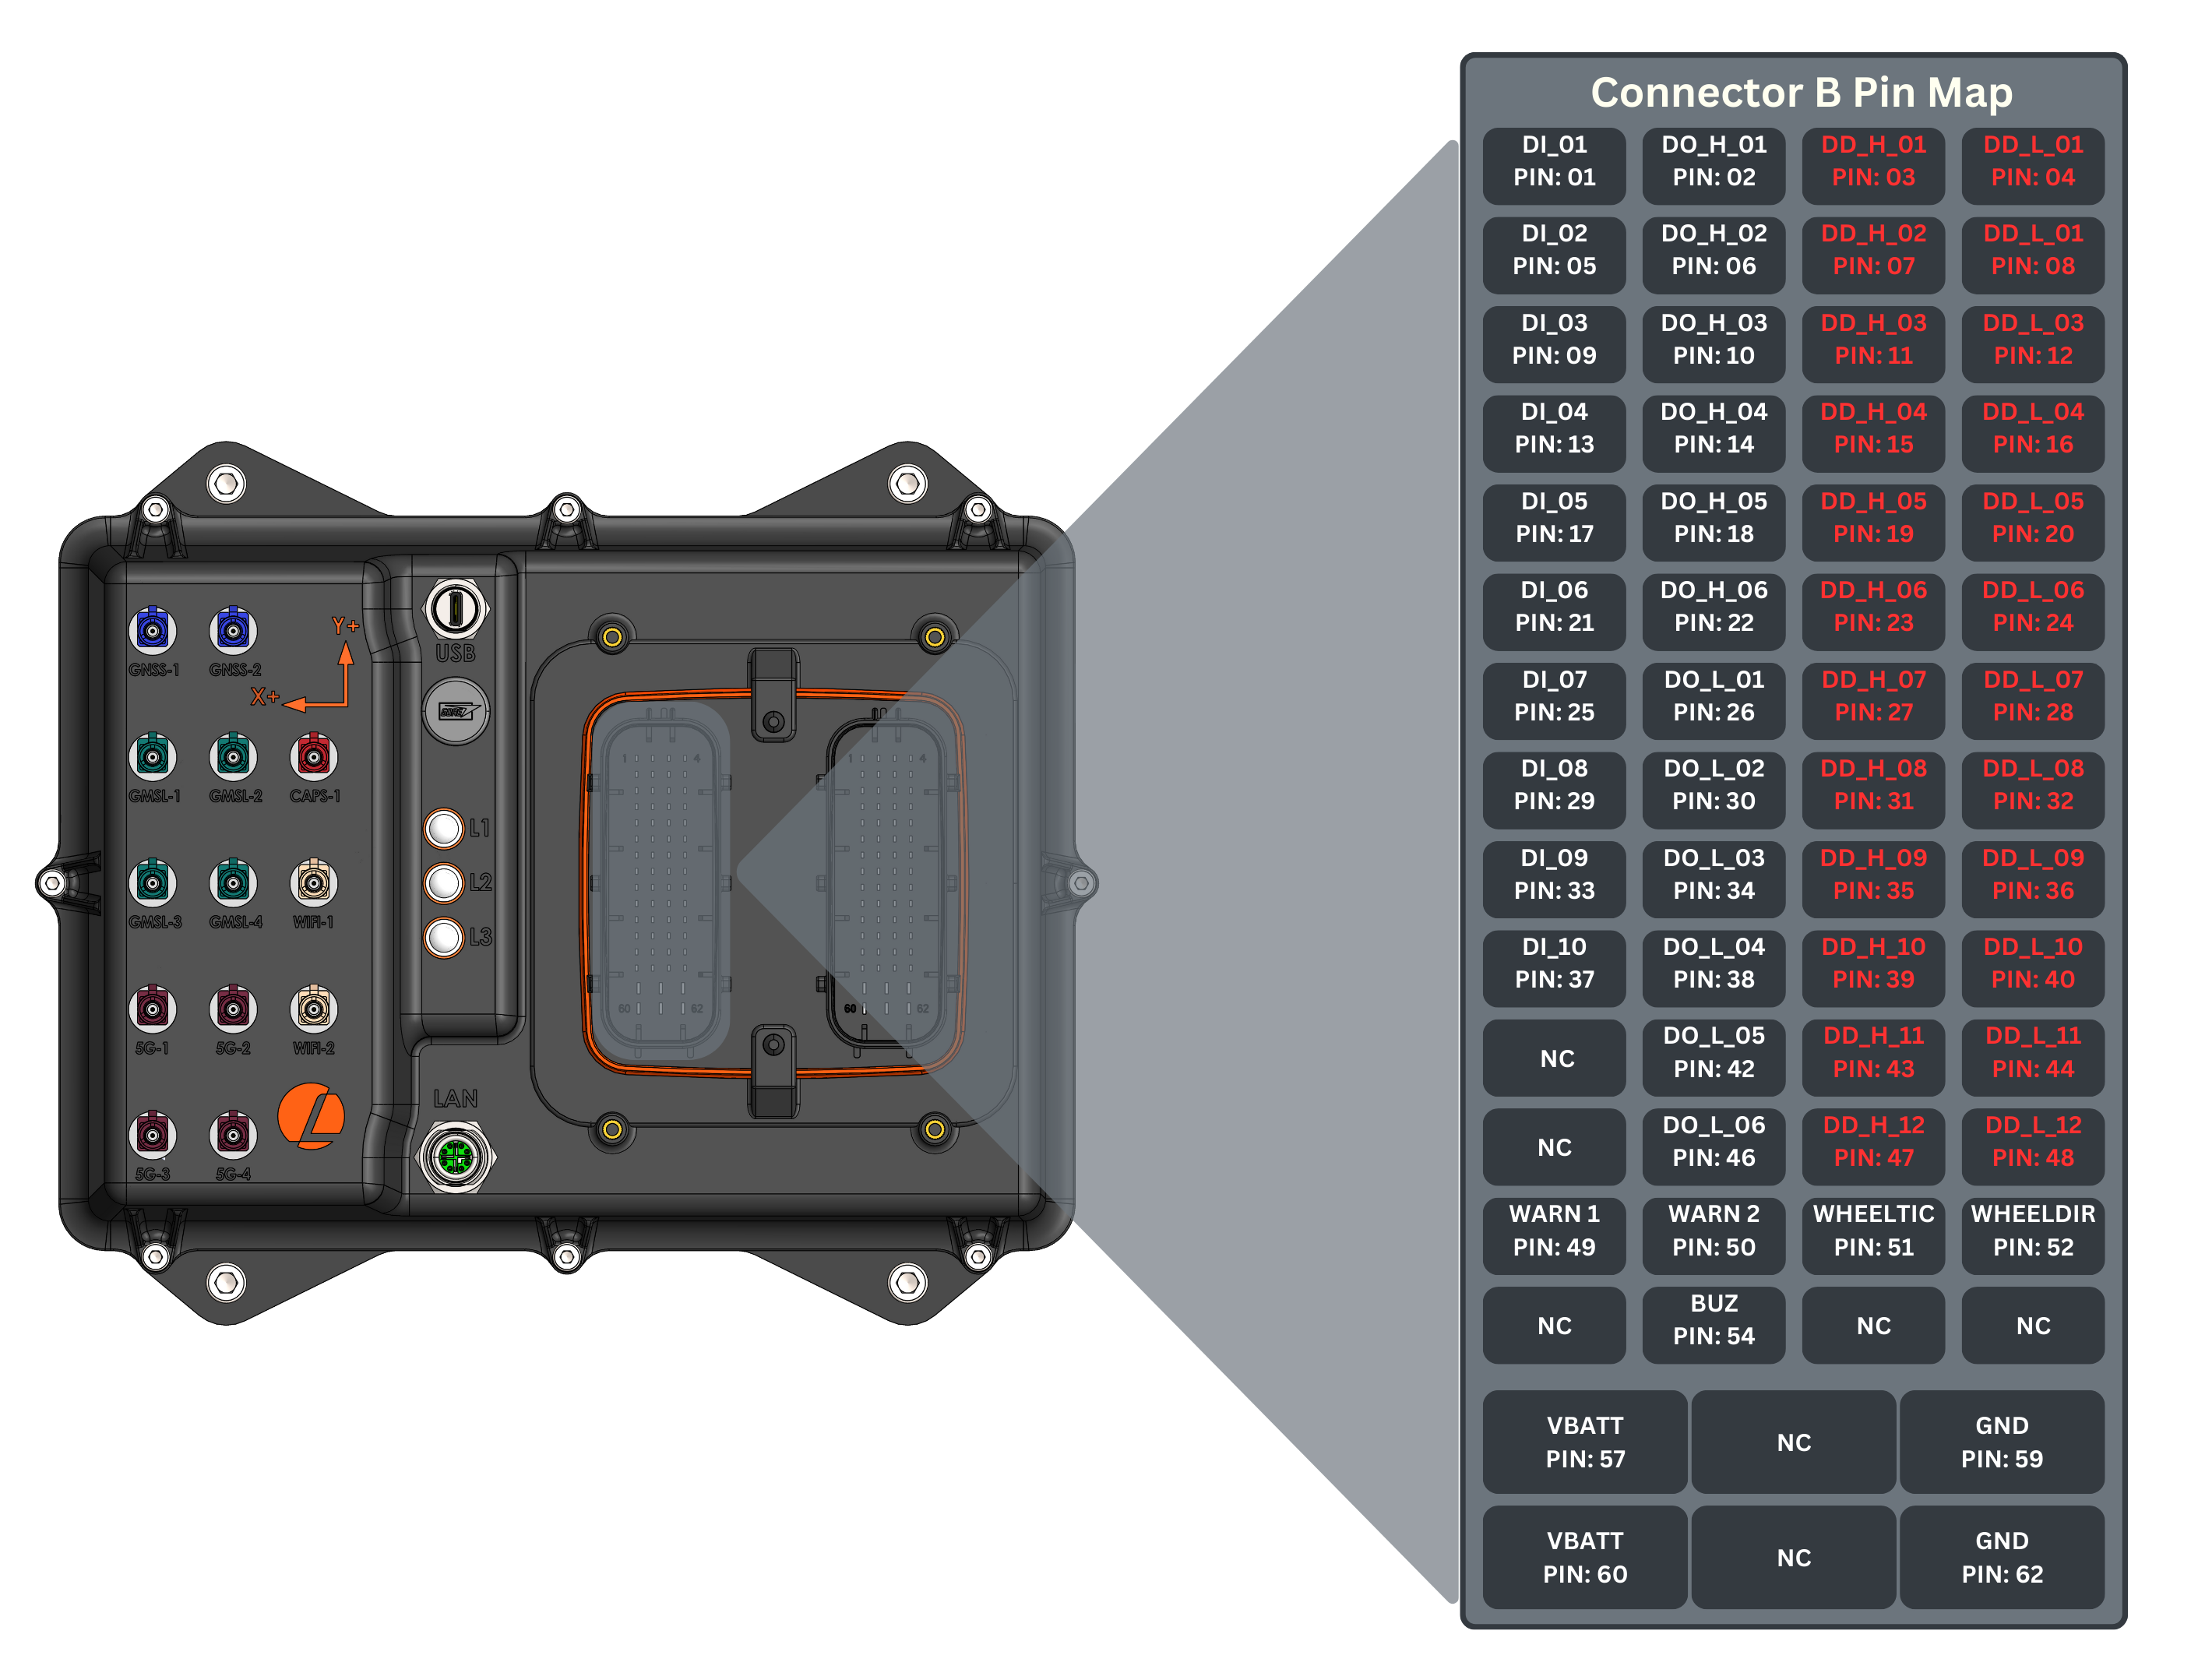 GNSS-1
GNSS-2
Y+
X+
GMSL-1
GMSL-2
CAPS-1
GMSL-3
GMSL-4
WIFI-1
5G-1
5G-2
WIFI-2
5G-3
5G-4
USB
GORE
L1
L2
L3
LAN
1
4
60
62
1
4
60
62
Connector B Pin Map
DI_01
PIN: 01
DO_H_01
PIN: 02
DD_H_01
PIN: 03
DD_L_01
PIN: 04
DI_02
PIN: 05
DO_H_02
PIN: 06
DD_H_02
PIN: 07
DD_L_01
PIN: 08
DI_03
PIN: 09
DO_H_03
PIN: 10
DD_H_03
PIN: 11
DD_L_03
PIN: 12
DI_04
PIN: 13
DO_H_04
PIN: 14
DD_H_04
PIN: 15
DD_L_04
PIN: 16
DI_05
PIN: 17
DO_H_05
PIN: 18
DD_H_05
PIN: 19
DD_L_05
PIN: 20
DI_06
PIN: 21
DO_H_06
PIN: 22
DD_H_06
PIN: 23
DD_L_06
PIN: 24
DI_07
PIN: 25
DO_L_01
PIN: 26
DD_H_07
PIN: 27
DD_L_07
PIN: 28
DI_08
PIN: 29
DO_L_02
PIN: 30
DD_H_08
PIN: 31
DD_L_08
PIN: 32
DI_09
PIN: 33
DO_L_03
PIN: 34
DD_H_09
PIN: 35
DD_L_09
PIN: 36
DI_10
PIN: 37
DO_L_04
PIN: 38
DD_H_10
PIN: 39
DD_L_10
PIN: 40
NC
DO_L_05
PIN: 42
DD_H_11
PIN: 43
DD_L_11
PIN: 44
NC
DO_L_06
PIN: 46
DD_H_12
PIN: 47
DD_L_12
PIN: 48
WARN 1
PIN: 49
WARN 2
PIN: 50
WHEELTIC
PIN: 51
WHEELDIR
PIN: 52
NC
BUZ
PIN: 54
NC
NC
VBATT
PIN: 57
NC
GND
PIN: 59
VBATT
PIN: 60
NC
GND
PIN: 62